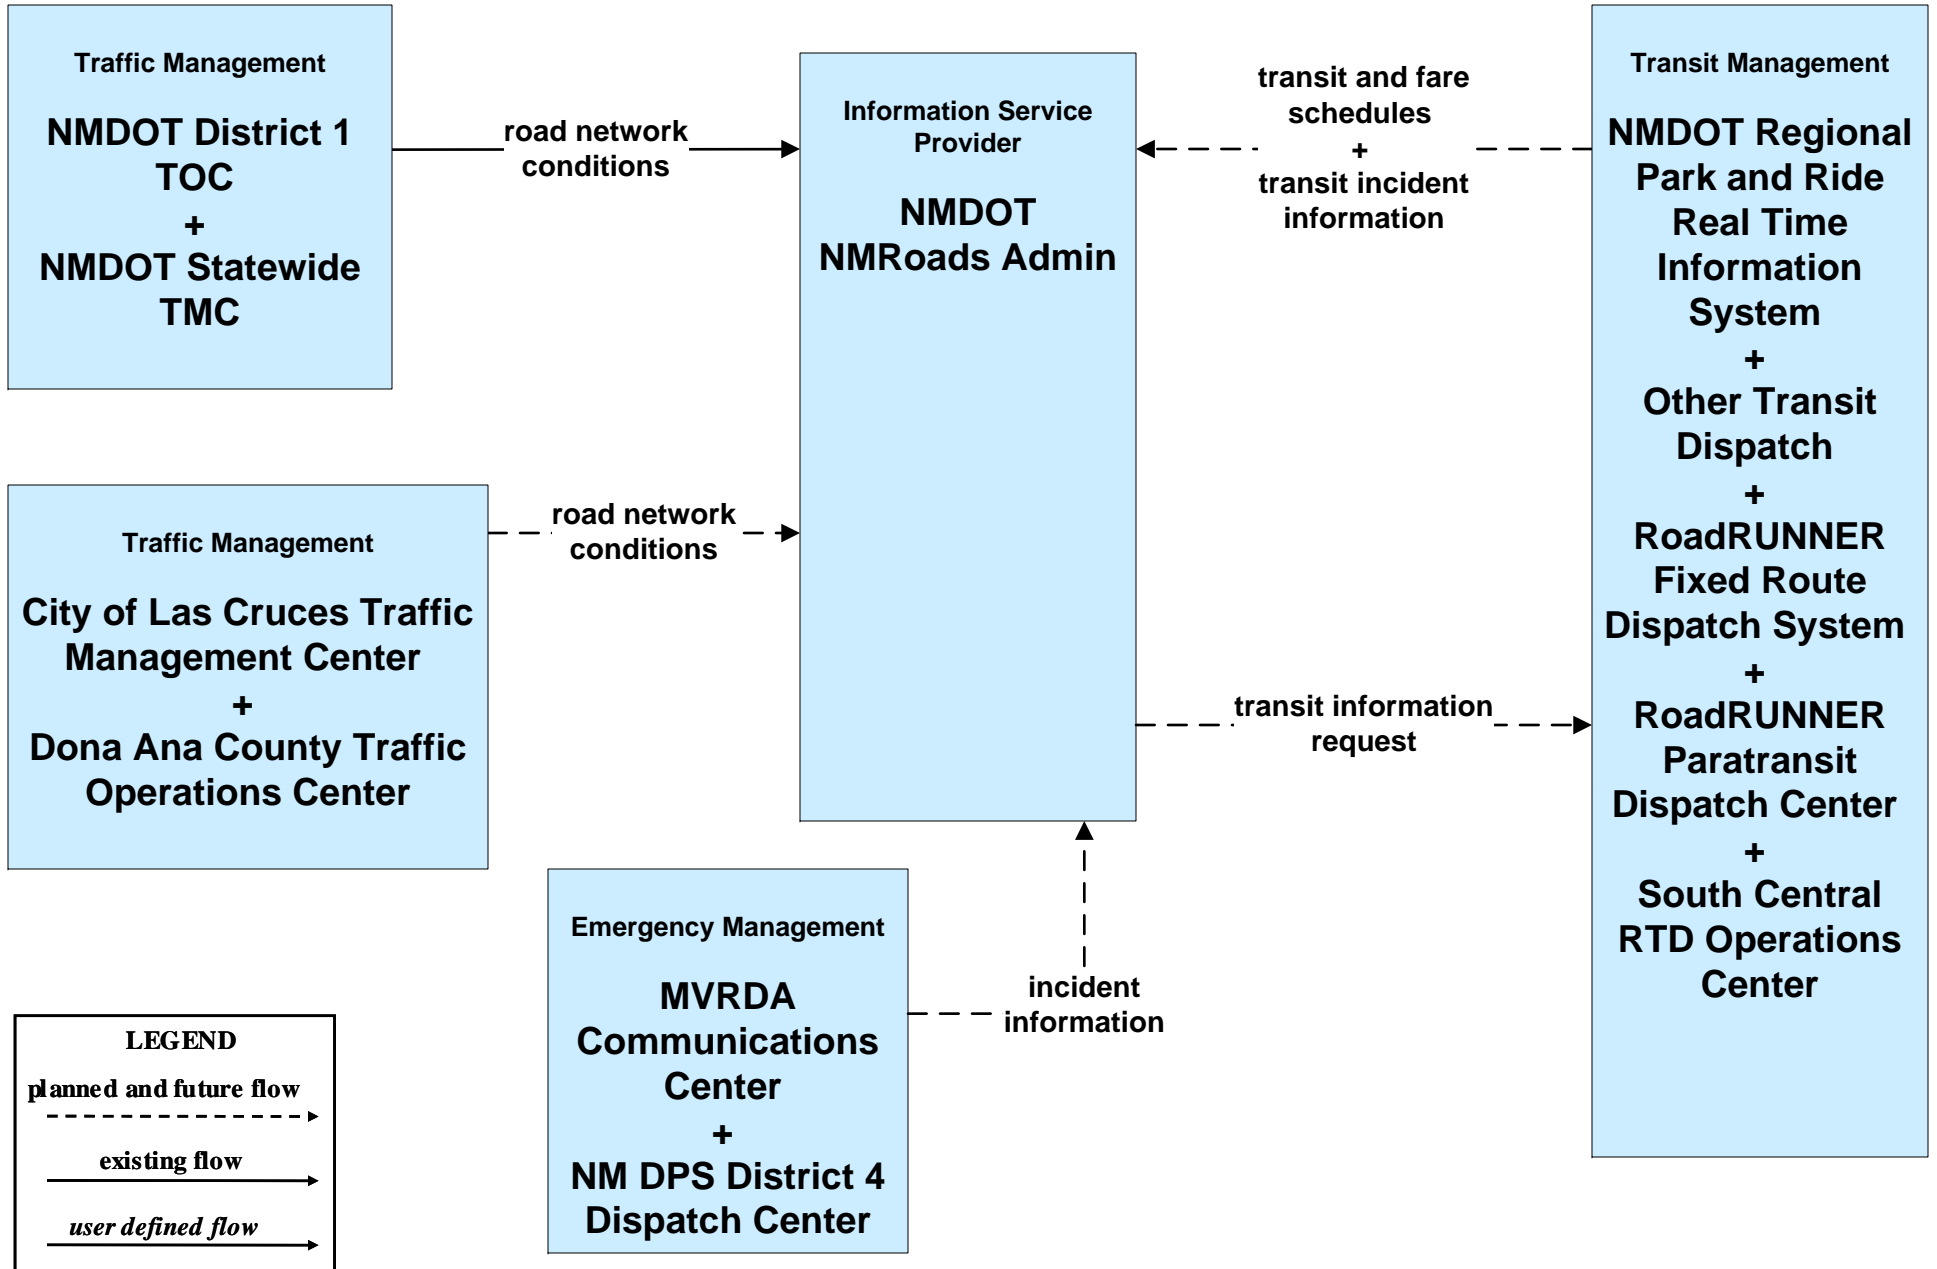 Traffic Management
NMDOT District 1
TOC
+
NMDOT Statewide
TMC
road network
conditions
Information Service
Provider
NMDOT
NMRoads Admin
transit and fare
schedules
+
transit incident
information
Transit Management
NMDOT Regional
Park and Ride
Real Time
Information
System
+
Other Transit
Dispatch
+
RoadRUNNER
Fixed Route
Dispatch System
+
RoadRUNNER
Paratransit
Dispatch Center
+
South Central
RTD Operations
Center
Traffic Management
City of Las Cruces Traffic
Management Center
+
Dona Ana County Traffic
Operations Center
road network
conditions
transit information
request
Emergency Management
MVRDA
Communications
Center
+
NM DPS District 4
Dispatch Center
incident
information
LEGEND
planned and future flow
existing flow
user defined flow